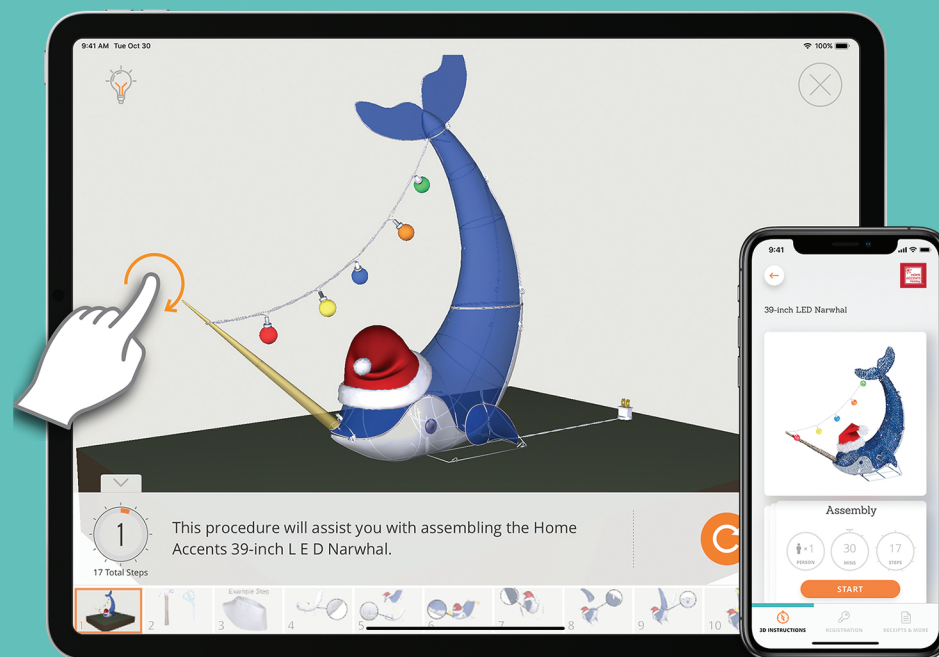 9:41 AM Tue Oct 30
100%
1
17 Total Steps
This procedure will assist you with assembling the Home
Accents 39-inch L E D Narwhal.
1
2
Example Step
3
4
5
6
7
8
9
10
9:41
39-inch LED Narwhal
Assembly
×1
PERSON
30
MINS
17
STEPS
START
3D INSTRUCTIONS
REGISTRATION
RECEIPTS & MORE